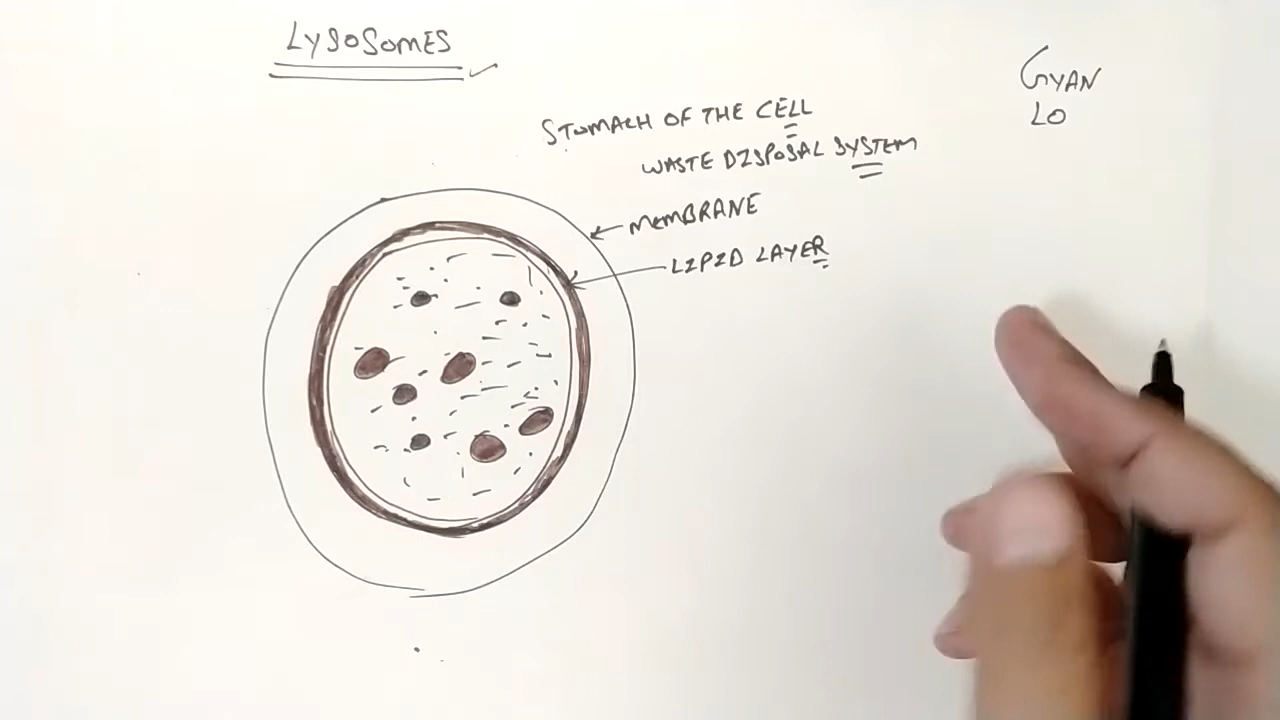 LYSOSOMES
GYAN
LO
STOMACH OF THE CELL
WASTE DISPOSAL SYSTEM
MEMBRANE
LIPID LAYER